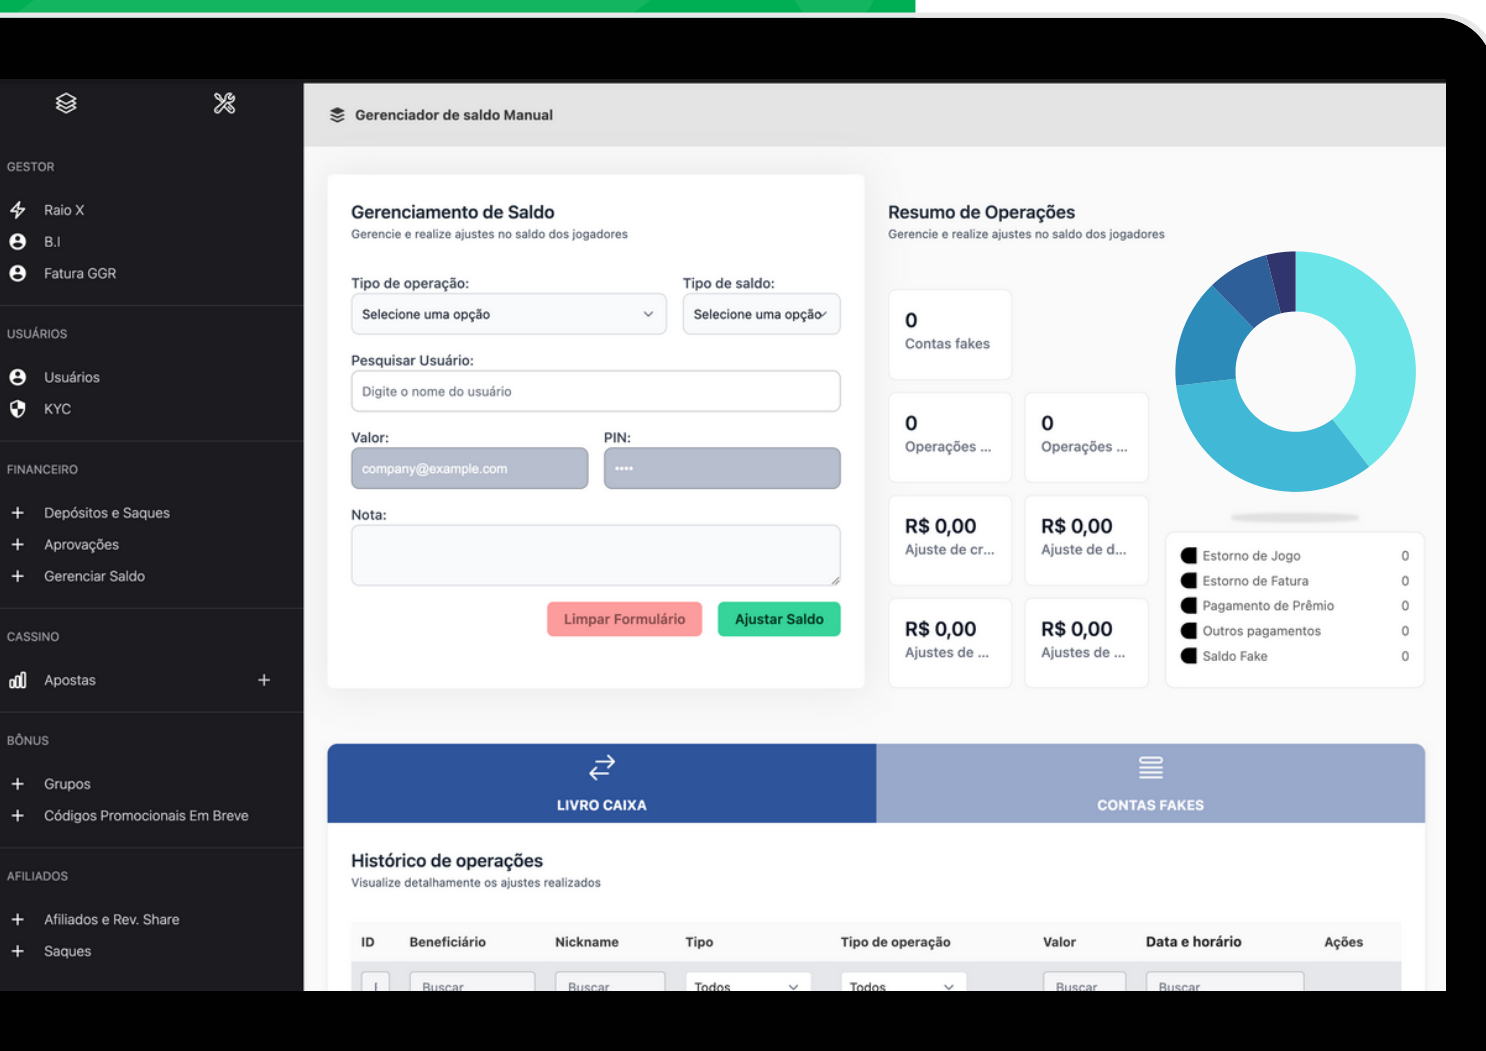 GESTOR
Raio X
B.I
Fatura GGR
USUÁRIOS
Usuários
KYC
FINANCEIRO
Depósitos e Saques
Aprovações
Gerenciar Saldo
CASSINO
Apostas
BÔNUS
Grupos
Códigos Promocionais Em Breve
AFILIADOS
Afiliados e Rev. Share
Saques
Gerenciador de saldo Manual
Gerenciamento de Saldo
Gerencie e realize ajustes no saldo dos jogadores
Tipo de operação:
Tipo de saldo:
Selecione uma opção
Selecione uma opção
Pesquisar Usuário:
Digite o nome do usuário
Valor:
PIN:
company@example.com
••••
Nota:
Limpar Formulário
Ajustar Saldo
Resumo de Operações
Gerencie e realize ajustes no saldo dos jogadores
0
Contas fakes
0
Operações ...
0
Operações ...
R$ 0,00
Ajuste de cr...
R$ 0,00
Ajuste de d...
R$ 0,00
Ajustes de ...
R$ 0,00
Ajustes de ...
Estorno de Jogo 0
Estorno de Fatura 0
Pagamento de Prêmio 0
Outros pagamentos 0
Saldo Fake 0
LIVRO CAIXA
CONTAS FAKES
Histórico de operações
Visualize detalhamente os ajustes realizados
ID Beneficiário Nickname Tipo Tipo de operação Valor Data e horário Ações
Buscar Buscar Todos Todos Buscar Buscar